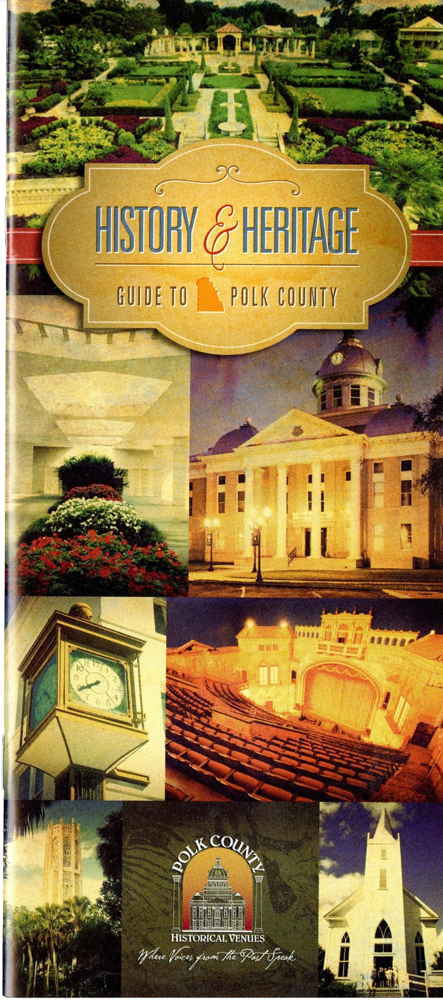 HISTORY & HERITAGE
GUIDE TO POLK COUNTY
POLK COUNTY
HISTORICAL VENUES
Where Voices from the Past Speak